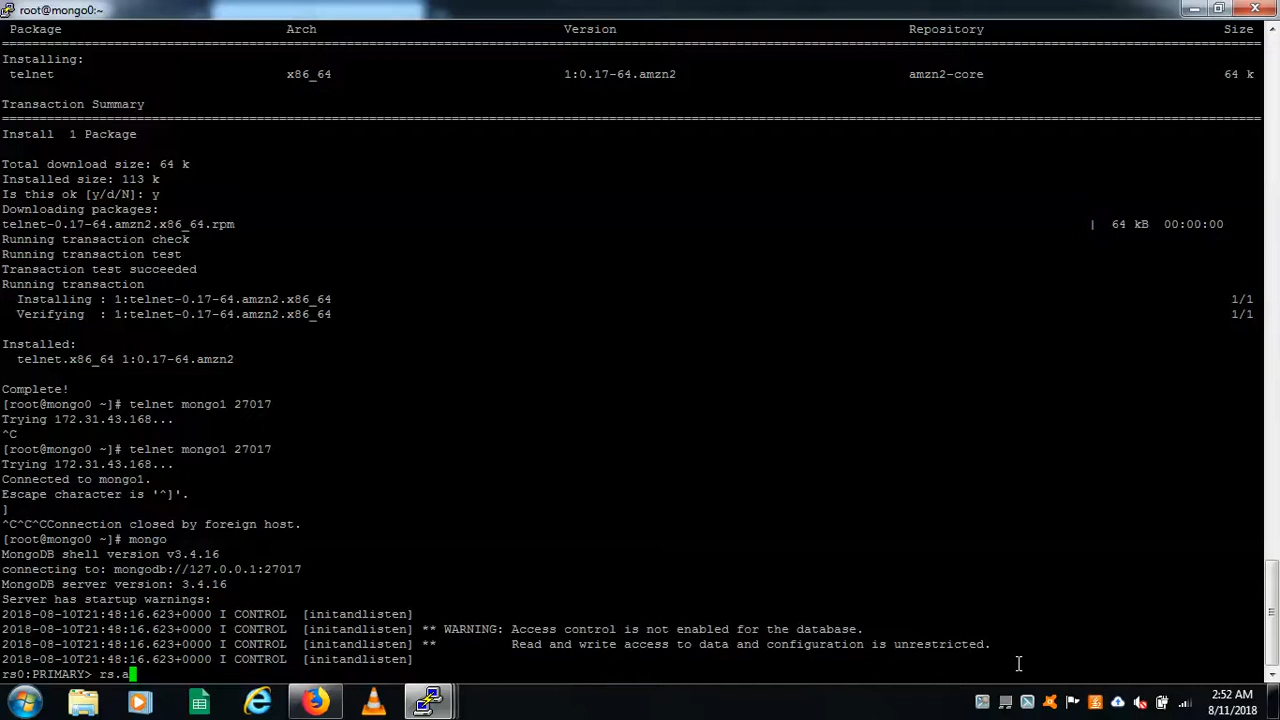 root@mongo0:~
Package Arch Version Repository Size
Installing:
telnet x86_64 1:0.17-64.amzn2 amzn2-core 64 k
Transaction Summary
Install  1 Package
Total download size: 64 k
Installed size: 113 k
Is this ok [y/d/N]: y
Downloading packages:
telnet-0.17-64.amzn2.x86_64.rpm | 64 kB 00:00:00
Running transaction check
Running transaction test
Transaction test succeeded
Running transaction
Installing : 1:telnet-0.17-64.amzn2.x86_64 1/1
Verifying  : 1:telnet-0.17-64.amzn2.x86_64 1/1
Installed:
telnet.x86_64 1:0.17-64.amzn2
Complete!
[root@mongo0 ~]# telnet mongo1 27017
Trying 172.31.43.168...
^C
[root@mongo0 ~]# telnet mongo1 27017
Trying 172.31.43.168...
Connected to mongo1.
Escape character is '^]'.
]
^C^C^CConnection closed by foreign host.
[root@mongo0 ~]# mongo
MongoDB shell version v3.4.16
connecting to: mongodb://127.0.0.1:27017
MongoDB server version: 3.4.16
Server has startup warnings:
2018-08-10T21:48:16.623+0000 I CONTROL  [initandlisten]
2018-08-10T21:48:16.623+0000 I CONTROL  [initandlisten] ** WARNING: Access control is not enabled for the database.
2018-08-10T21:48:16.623+0000 I CONTROL  [initandlisten] **          Read and write access to data and configuration is unrestricted.
2018-08-10T21:48:16.623+0000 I CONTROL  [initandlisten]
rs0:PRIMARY> rs.a
2:52 AM
8/11/2018